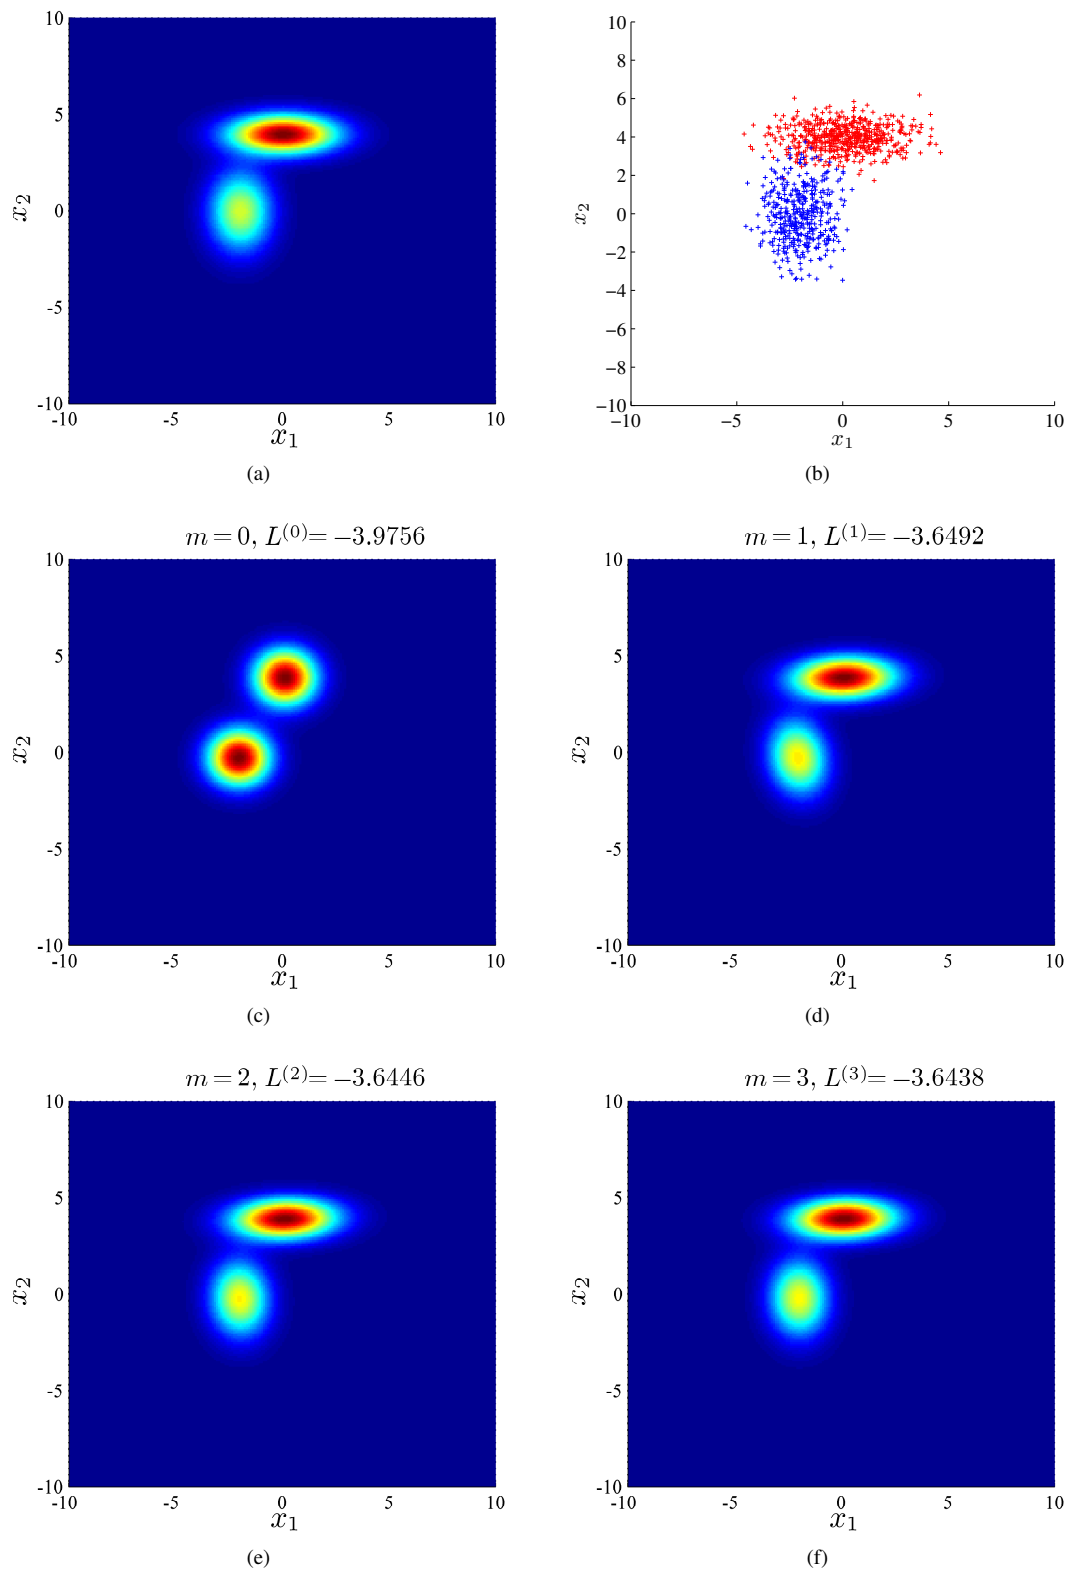 10
5
0
-5
-10
-10 -5 0 5 10
x₂
x₁
(a)
10
8
6
4
2
0
−2
−4
−6
−8
−10
−10 −5 0 5 10
x₂
x₁
(b)
m = 0, L⁽⁰⁾= −3.9756
10
5
0
-5
-10
-10 -5 0 5 10
x₂
x₁
(c)
m = 1, L⁽¹⁾= −3.6492
10
5
0
-5
-10
-10 -5 0 5 10
x₂
x₁
(d)
m = 2, L⁽²⁾= −3.6446
10
5
0
-5
-10
-10 -5 0 5 10
x₂
x₁
(e)
m = 3, L⁽³⁾= −3.6438
10
5
0
-5
-10
-10 -5 0 5 10
x₂
x₁
(f)